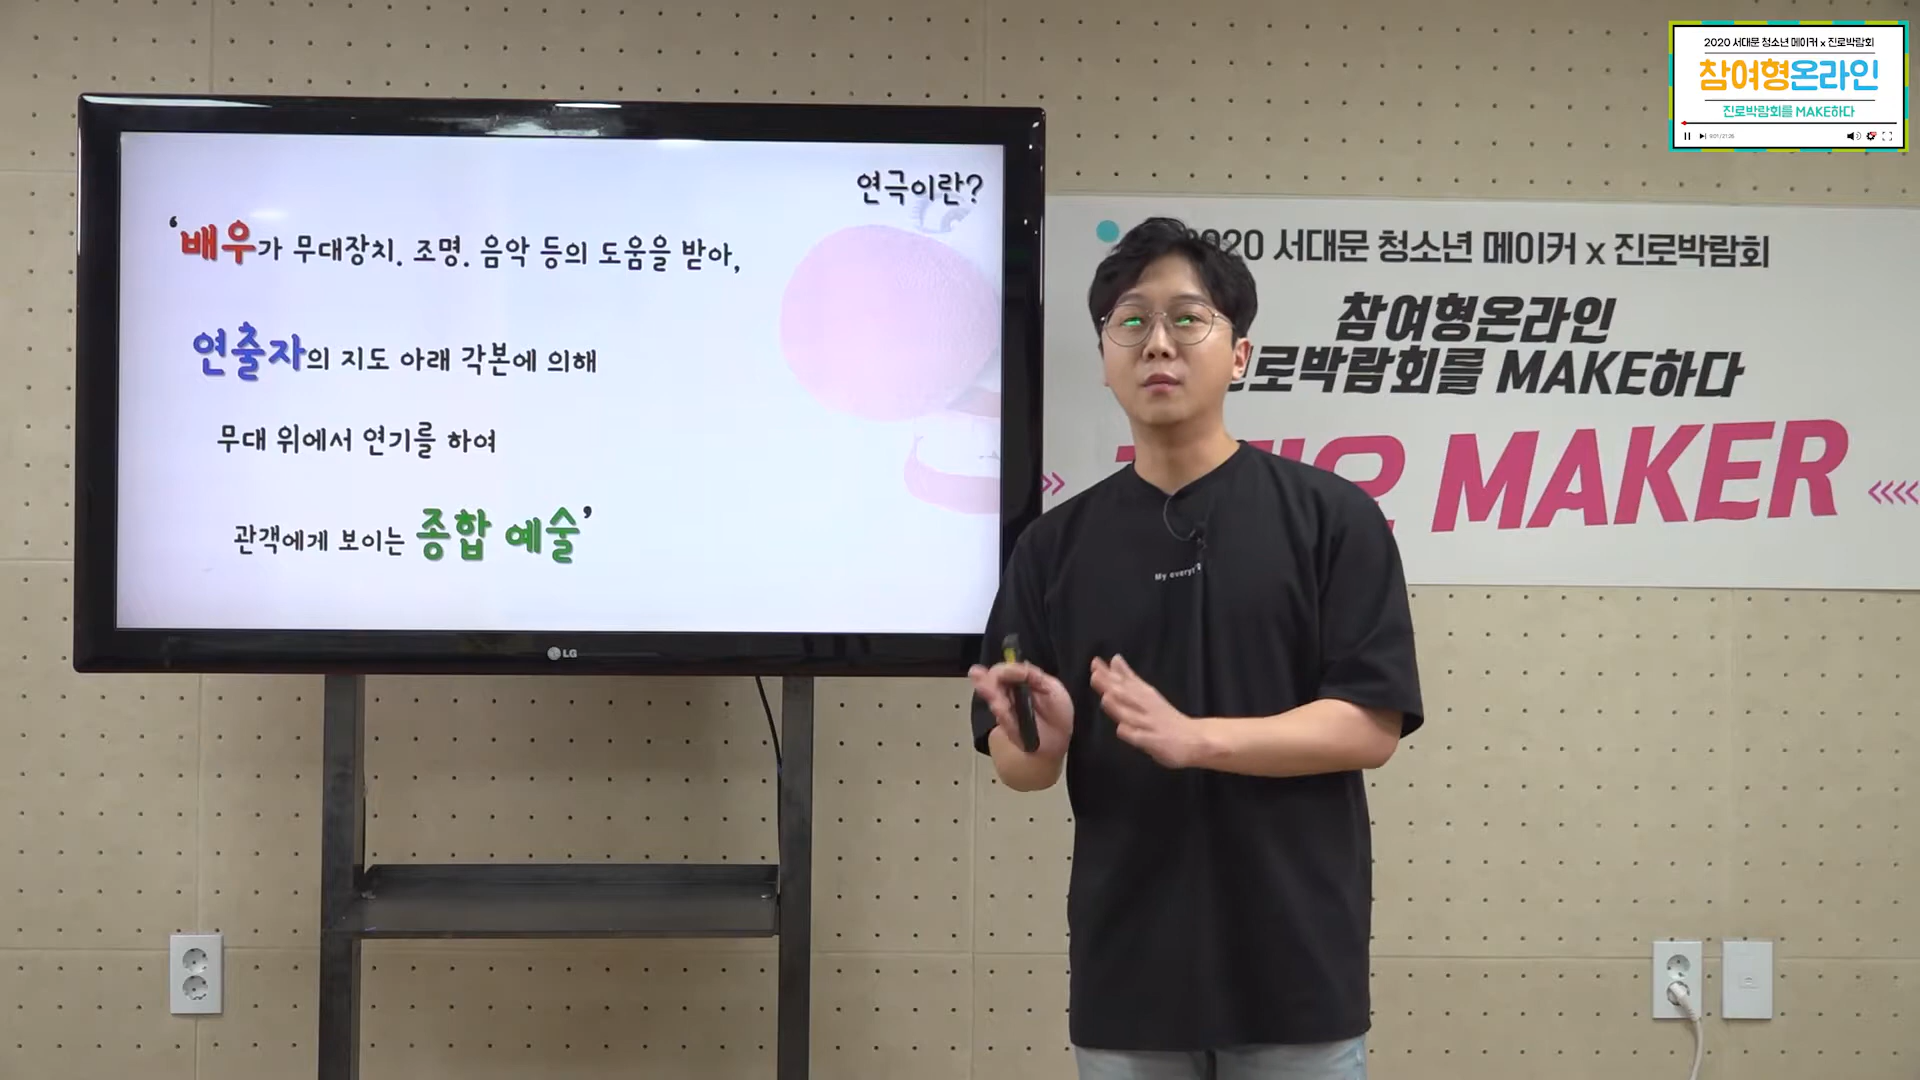 연극이란?
‘배우가 무대장치. 조명. 음악 등의 도움을 받아,
연출자의 지도 아래 각본에 의해
무대 위에서 연기를 하여
관객에게 보이는 종합 예술’
LG
2020 서대문 청소년 메이커 x 진로박람회
참여형온라인
진로박람회를 MAKE하다
2020 서대문 청소년 메이커 x 진로박람회
참여형온라인
로박람회를 MAKE하다
MAKER
My every